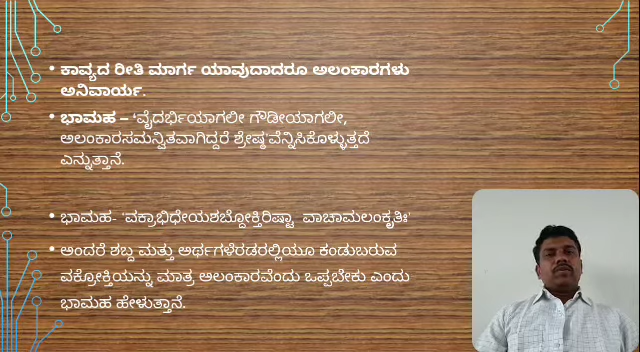 • ಕಾವ್ಯದ ರೀತಿ ಮಾರ್ಗ ಯಾವುದಾದರೂ ಅಲಂಕಾರಗಳು
ಅನಿವಾರ್ಯ.
• ಭಾಮಹ – ‘ವೈದರ್ಭಿಯಾಗಲೀ ಗೌಡೀಯಾಗಲೀ,
ಅಲಂಕಾರಸಮನ್ವಿತವಾಗಿದ್ದರೆ ಶ್ರೇಷ್ಠ'ವೆನ್ನಿಸಿಕೊಳ್ಳುತ್ತದೆ
ಎನ್ನುತ್ತಾನೆ.
• ಭಾಮಹ- 'ವಕ್ರಾಭಿಧೇಯಶಬ್ದೋಕ್ತಿರಿಷ್ಟಾ ವಾಚಾಮಲಂಕೃತಿಃ'
• ಅಂದರೆ ಶಬ್ದ ಮತ್ತು ಅರ್ಥಗಳೆರಡರಲ್ಲಿಯೂ ಕಂಡುಬರುವ
ವಕ್ರೋಕ್ತಿಯನ್ನು ಮಾತ್ರ ಅಲಂಕಾರವೆಂದು ಒಪ್ಪಬೇಕು ಎಂದು
ಭಾಮಹ ಹೇಳುತ್ತಾನೆ.